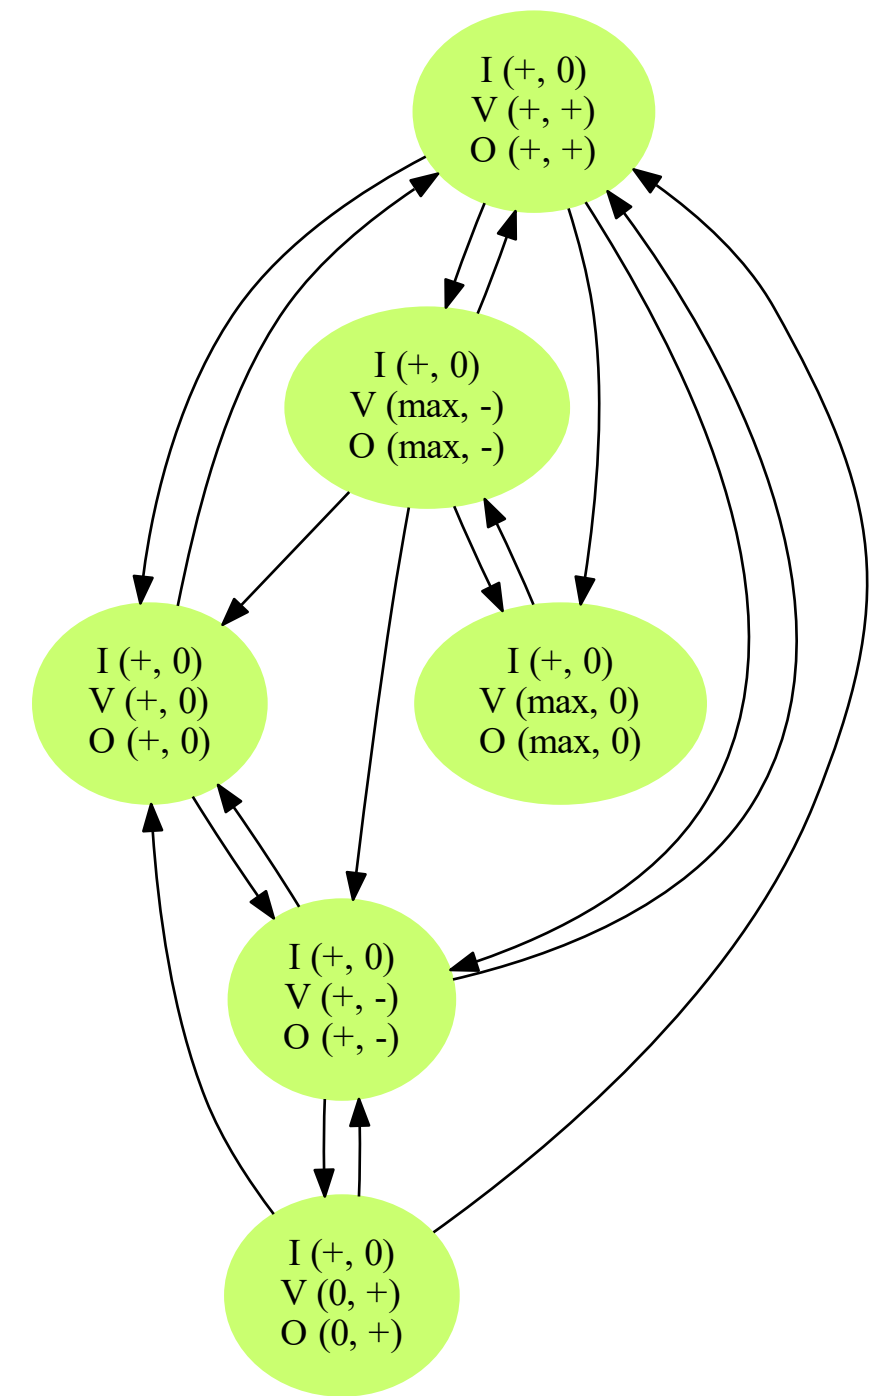 I (+, 0)
V (+, +)
O (+, +)
I (+, 0)
V (max, -)
O (max, -)
I (+, 0)
V (+, 0)
O (+, 0)
I (+, 0)
V (max, 0)
O (max, 0)
I (+, 0)
V (+, -)
O (+, -)
I (+, 0)
V (0, +)
O (0, +)